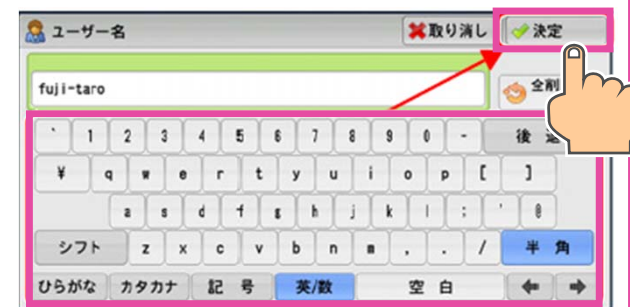 ユーザー名 取り消し 決定
fuji-taro 全削
` 1 2 3 4 5 6 7 8 9 0 - 後
¥ q w e r t y u i o p [ ]
a s d f g h j k l ; ' @
シフト z x c v b n m , . / 半角
ひらがな カタカナ 記号 英/数 空白 ← →